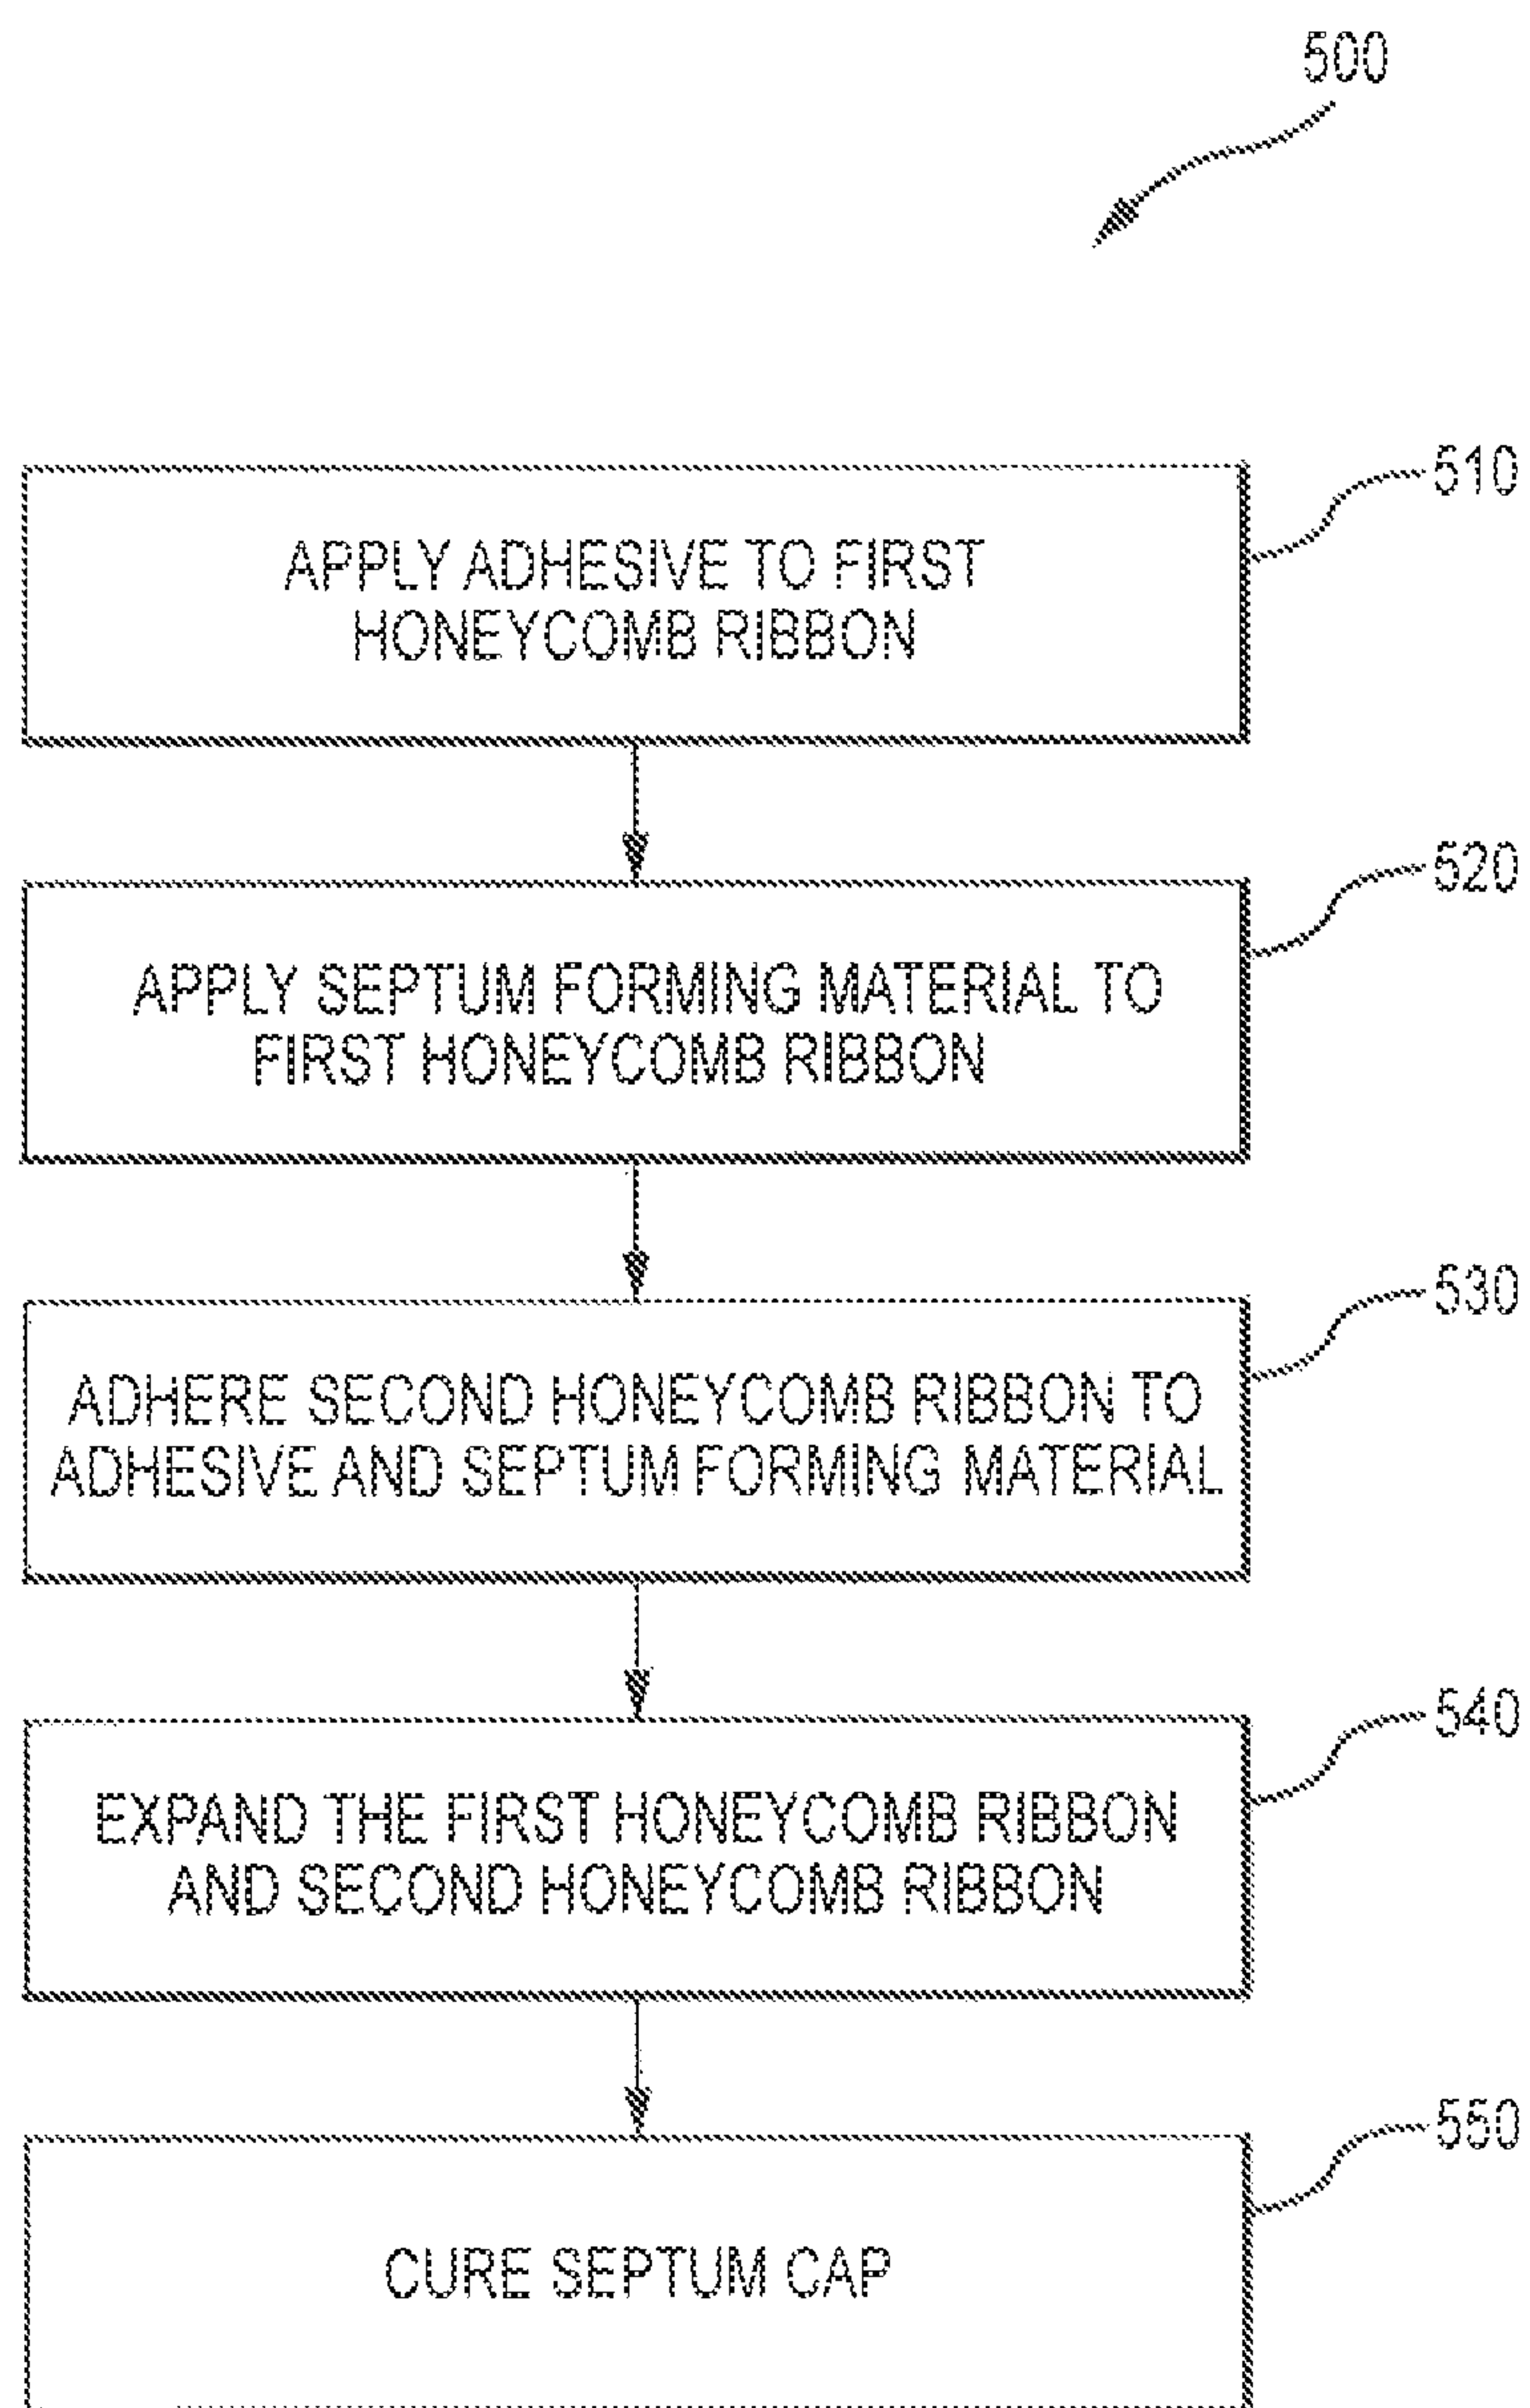 500
510
APPLY ADHESIVE TO FIRST
HONEYCOMB RIBBON
520
APPLY SEPTUM FORMING MATERIAL TO
FIRST HONEYCOMB RIBBON
530
ADHERE SECOND HONEYCOMB RIBBON TO
ADHESIVE AND SEPTUM FORMING MATERIAL
540
EXPAND THE FIRST HONEYCOMB RIBBON
AND SECOND HONEYCOMB RIBBON
550
CURE SEPTUM CAP